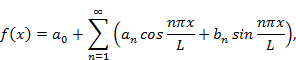 f(x) = a₀ + ∑_{n=1}^{∞} (aₙ cos nπx/L + bₙ sin nπx/L),